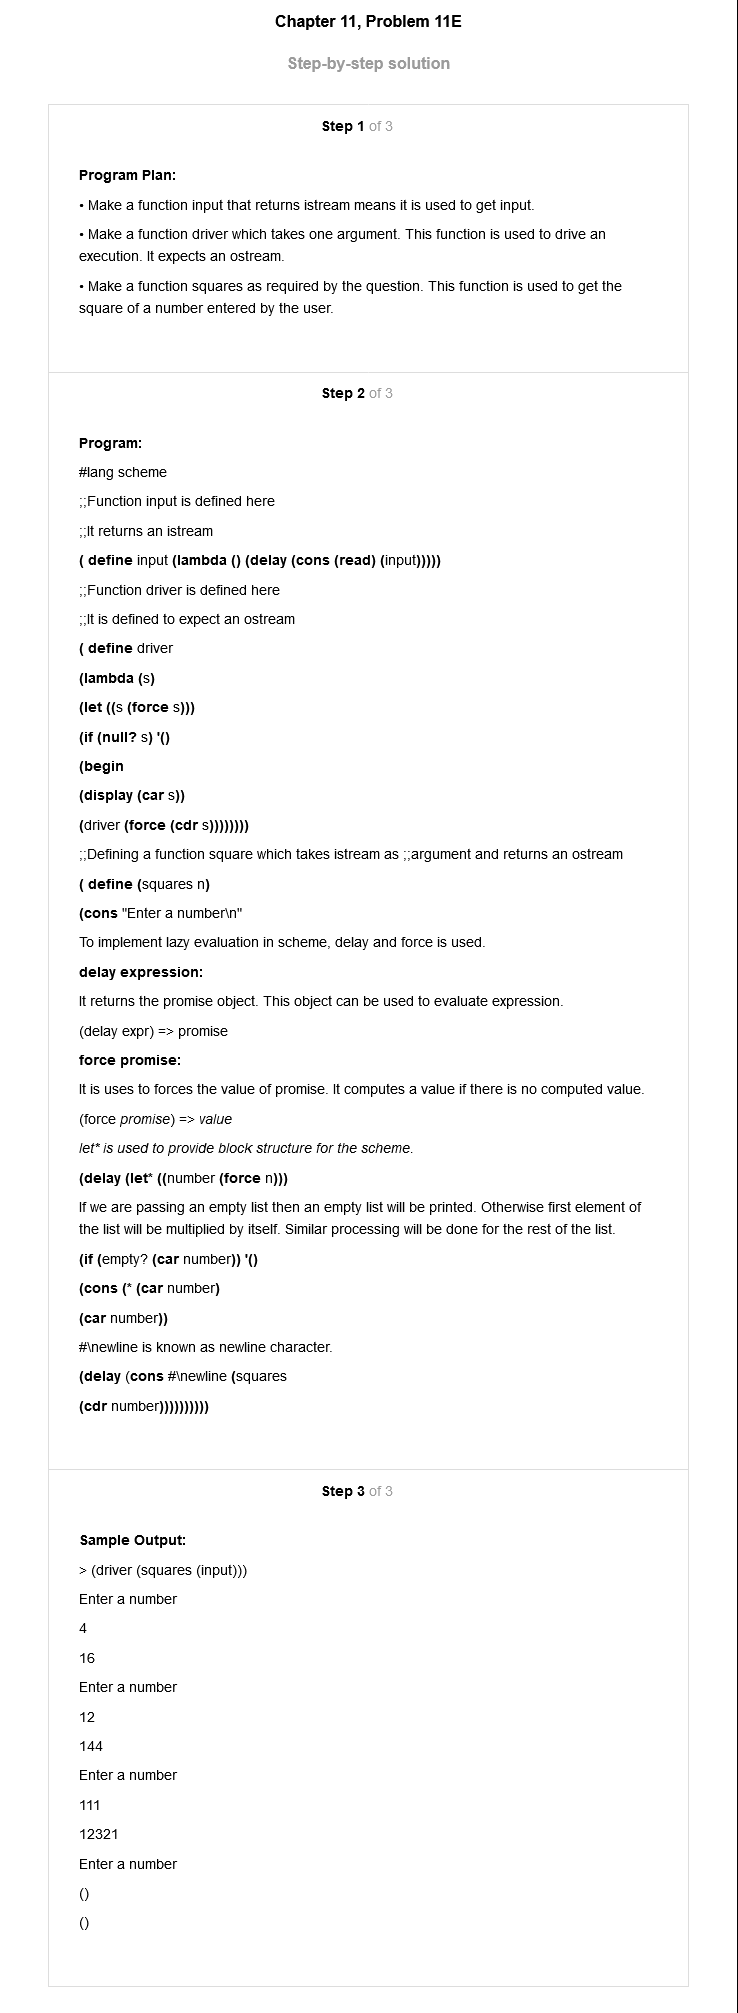 Chapter 11, Problem 11E
Step-by-step solution
Step 1 of 3
Program Plan:
• Make a function input that returns istream means it is used to get input.
• Make a function driver which takes one argument. This function is used to drive an
execution. It expects an ostream.
• Make a function squares as required by the question. This function is used to get the
square of a number entered by the user.
Step 2 of 3
Program:
#lang scheme
;;Function input is defined here
;;It returns an istream
( define input (lambda () (delay (cons (read) (input)))))
;;Function driver is defined here
;;It is defined to expect an ostream
( define driver
(lambda (s)
(let ((s (force s)))
(if (null? s) '()
(begin
(display (car s))
(driver (force (cdr s))))))))
;;Defining a function square which takes istream as ;;argument and returns an ostream
( define (squares n)
(cons "Enter a number\n"
To implement lazy evaluation in scheme, delay and force is used.
delay expression:
It returns the promise object. This object can be used to evaluate expression.
(delay expr) => promise
force promise:
It is uses to forces the value of promise. It computes a value if there is no computed value.
(force promise) => value
let* is used to provide block structure for the scheme.
(delay (let* ((number (force n)))
If we are passing an empty list then an empty list will be printed. Otherwise first element of
the list will be multiplied by itself. Similar processing will be done for the rest of the list.
(if (empty? (car number)) '()
(cons (* (car number)
(car number))
#\newline is known as newline character.
(delay (cons #\newline (squares
(cdr number))))))))))
Step 3 of 3
Sample Output:
> (driver (squares (input)))
Enter a number
4
16
Enter a number
12
144
Enter a number
111
12321
Enter a number
()
()